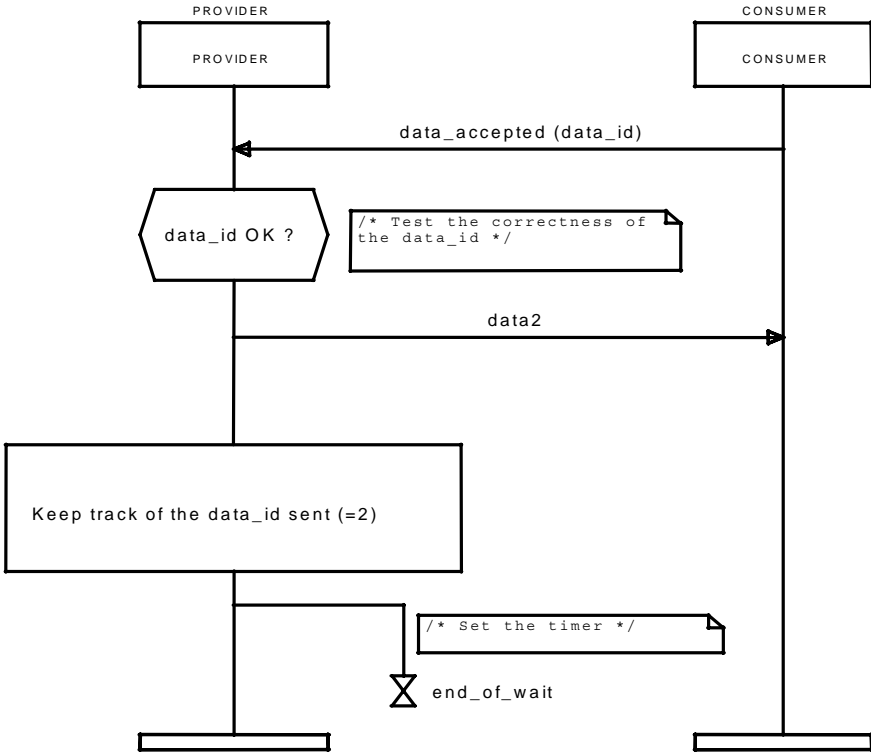 PROVIDER
CONSUMER
PROVIDER
CONSUMER
data_accepted (data_id)
data_id OK ?
/* Test the correctness of
the data_id */
data2
Keep track of the data_id sent (=2)
/* Set the timer */
end_of_wait